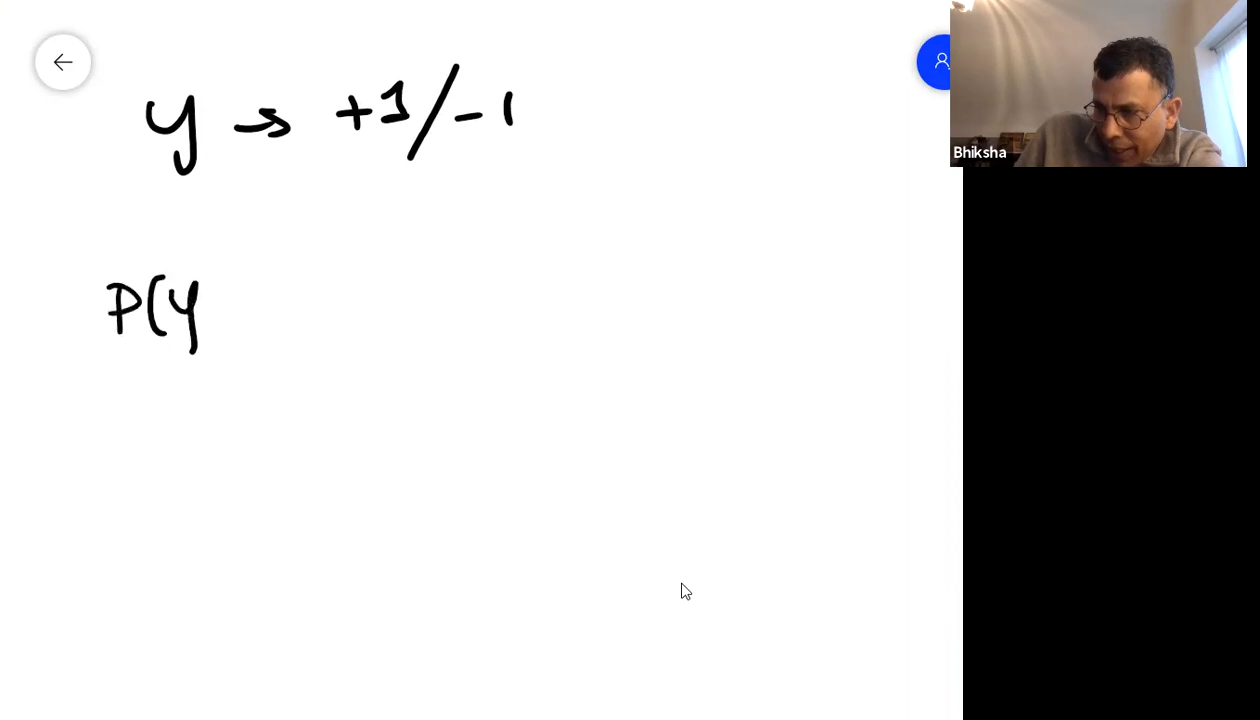 y → +1/-1
Bhiksha
P(y